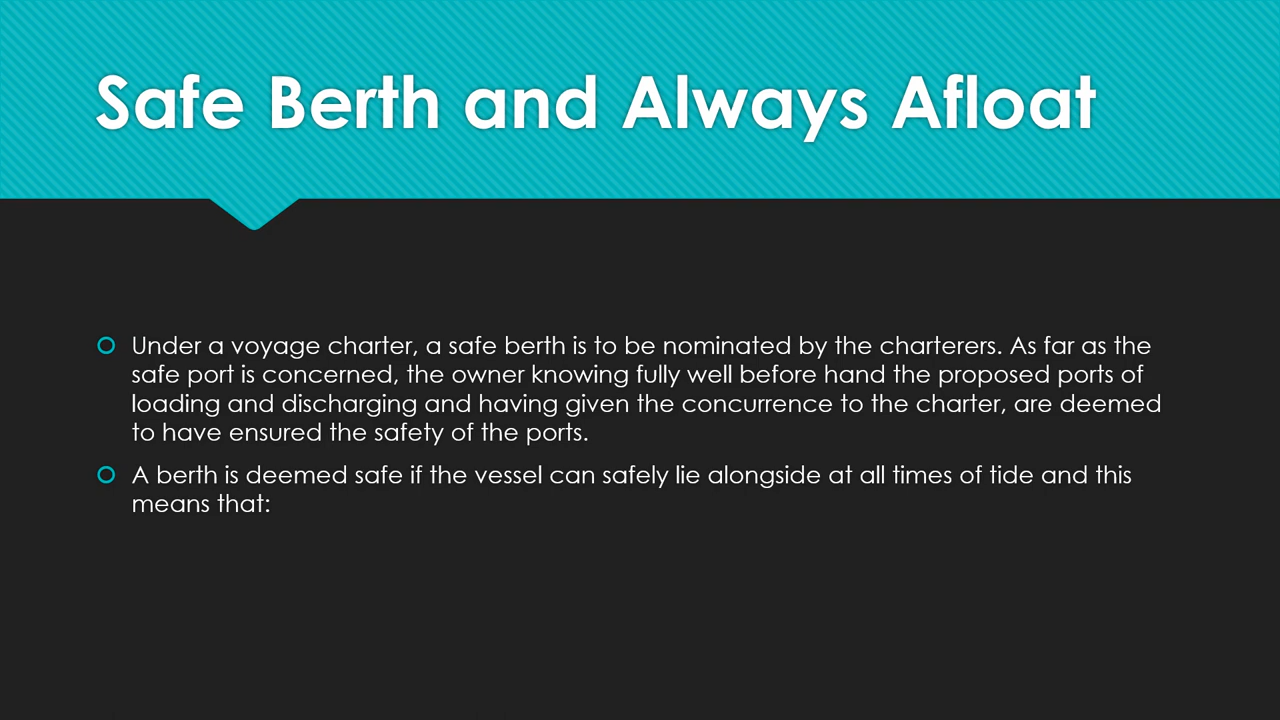 Safe Berth and Always Afloat
Under a voyage charter, a safe berth is to be nominated by the charterers. As far as the
safe port is concerned, the owner knowing fully well before hand the proposed ports of
loading and discharging and having given the concurrence to the charter, are deemed
to have ensured the safety of the ports.
A berth is deemed safe if the vessel can safely lie alongside at all times of tide and this
means that: